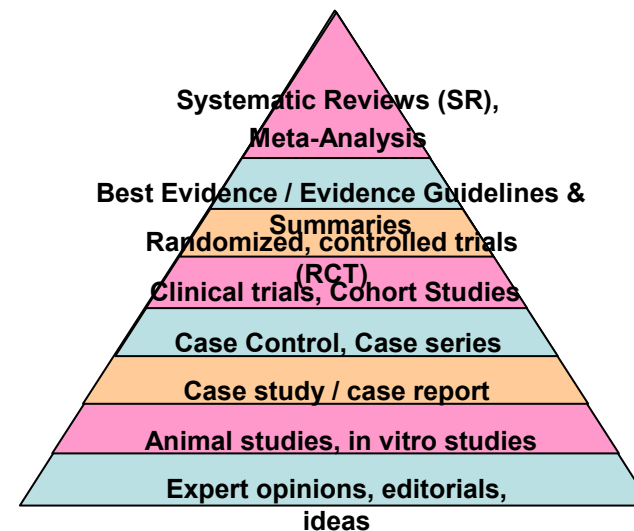 Systematic Reviews (SR),
Meta-Analysis
Best Evidence / Evidence Guidelines &
Summaries
Randomized, controlled trials
(RCT)
Clinical trials, Cohort Studies
Case Control, Case series
Case study / case report
Animal studies, in vitro studies
Expert opinions, editorials,
ideas